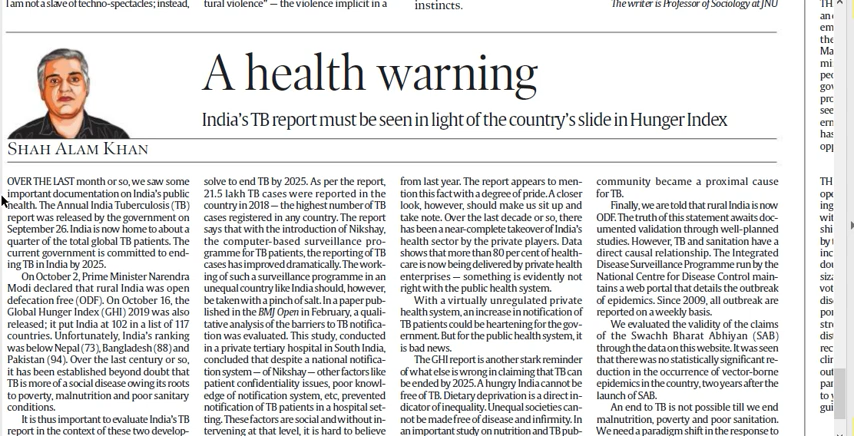 I am not a slave of techno-spectacles; instead,
tural violence" — the violence implicit in a
instincts.
The writer is Professor of Sociology at JNU
A health warning
India's TB report must be seen in light of the country's slide in Hunger Index
SHAH ALAM KHAN
OVER THE LAST month or so, we saw some
important documentation on India's public
health. The Annual India Tuberculosis (TB)
report was released by the government on
September 26. India is now home to about a
quarter of the total global TB patients. The
current government is committed to end-
ing TB in India by 2025.
On October 2, Prime Minister Narendra
Modi declared that rural India was open
defecation free (ODF). On October 16, the
Global Hunger Index (GHI) 2019 was also
released; it put India at 102 in a list of 117
countries. Unfortunately, India's ranking
was below Nepal (73), Bangladesh (88) and
Pakistan (94). Over the last century or so,
it has been established beyond doubt that
TB is more of a social disease owing its roots
to poverty, malnutrition and poor sanitary
conditions.
It is thus important to evaluate India's TB
report in the context of these two develop-
solve to end TB by 2025. As per the report,
21.5 lakh TB cases were reported in the
country in 2018 — the highest number of TB
cases registered in any country. The report
says that with the introduction of Nikshay,
the computer-based surveillance pro-
gramme for TB patients, the reporting of TB
cases has improved dramatically. The work-
ing of such a surveillance programme in an
unequal country like India should, however,
be taken with a pinch of salt. In a paper pub-
lished in the BMJ Open in February, a quali-
tative analysis of the barriers to TB notifica-
tion was evaluated. This study, conducted
in a private tertiary hospital in South India,
concluded that despite a national notifica-
tion system — of Nikshay — other factors like
patient confidentiality issues, poor knowl-
edge of notification system, etc, prevented
notification of TB patients in a hospital set-
ting. These factors are social and without in-
tervening at that level, it is hard to believe
from last year. The report appears to men-
tion this fact with a degree of pride. A closer
look, however, should make us sit up and
take note. Over the last decade or so, there
has been a near-complete takeover of India's
health sector by the private players. Data
shows that more than 80 per cent of health-
care is now being delivered by private health
enterprises — something is evidently not
right with the public health system.
With a virtually unregulated private
health system, an increase in notification of
TB patients could be heartening for the gov-
ernment. But for the public health system, it
is bad news.
The GHI report is another stark reminder
of what else is wrong in claiming that TB can
be ended by 2025. A hungry India cannot be
free of TB. Dietary deprivation is a direct in-
dicator of inequality. Unequal societies can-
not be made free of disease and infirmity. In
an important study on nutrition and TB pub-
community became a proximal cause
for TB.
Finally, we are told that rural India is now
ODF. The truth of this statement awaits doc-
umented validation through well-planned
studies. However, TB and sanitation have a
direct causal relationship. The Integrated
Disease Surveillance Programme run by the
National Centre for Disease Control main-
tains a web portal that details the outbreak
of epidemics. Since 2009, all outbreak are
reported on a weekly basis.
We evaluated the validity of the claims
of the Swachh Bharat Abhiyan (SAB)
through the data on this website. It was seen
that there was no statistically significant re-
duction in the occurrence of vector-borne
epidemics in the country, two years after the
launch of SAB.
An end to TB is not possible till we end
malnutrition, poverty and poor sanitation.
We need a paradigm shift in the response to